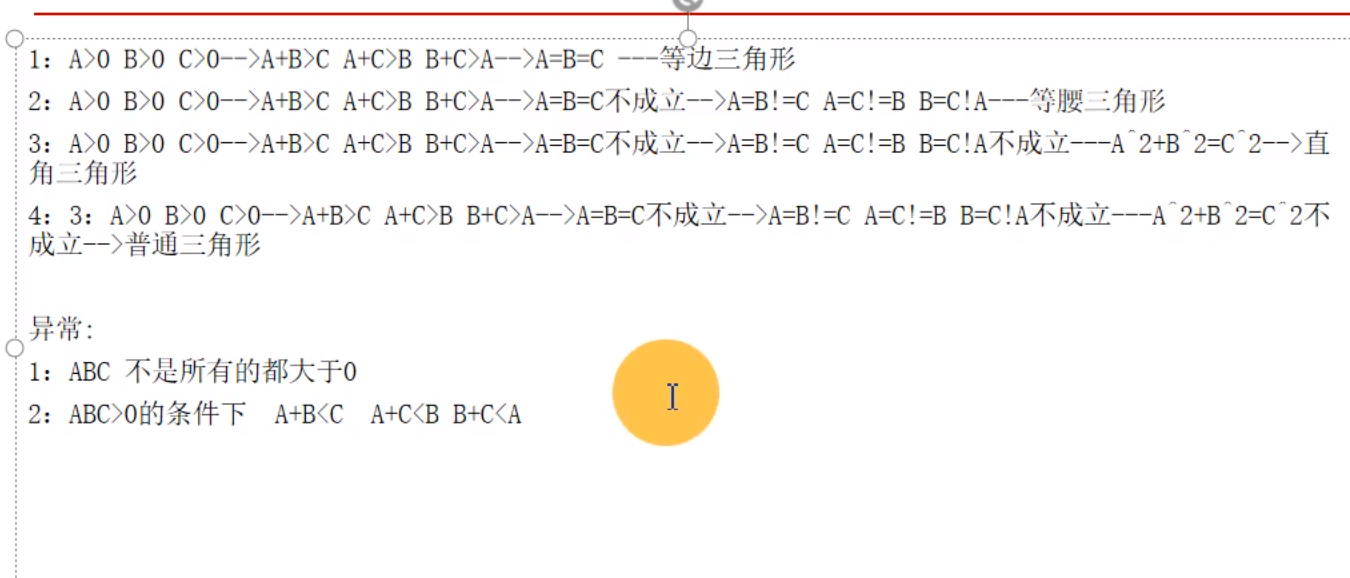 1: A>0 B>0 C>0-->A+B>C A+C>B B+C>A-->A=B=C ---等边三角形
2: A>0 B>0 C>0-->A+B>C A+C>B B+C>A-->A=B=C不成立-->A=B!=C A=C!=B B=C!A---等腰三角形
3: A>0 B>0 C>0-->A+B>C A+C>B B+C>A-->A=B=C不成立-->A=B!=C A=C!=B B=C!A不成立---A^2+B^2=C^2-->直
角三角形
4: 3: A>0 B>0 C>0-->A+B>C A+C>B B+C>A-->A=B=C不成立-->A=B!=C A=C!=B B=C!A不成立---A^2+B^2=C^2不
成立-->普通三角形
异常:
1: ABC 不是所有的都大于0
2: ABC>0的条件下 A+B<C A+C<B B+C<A